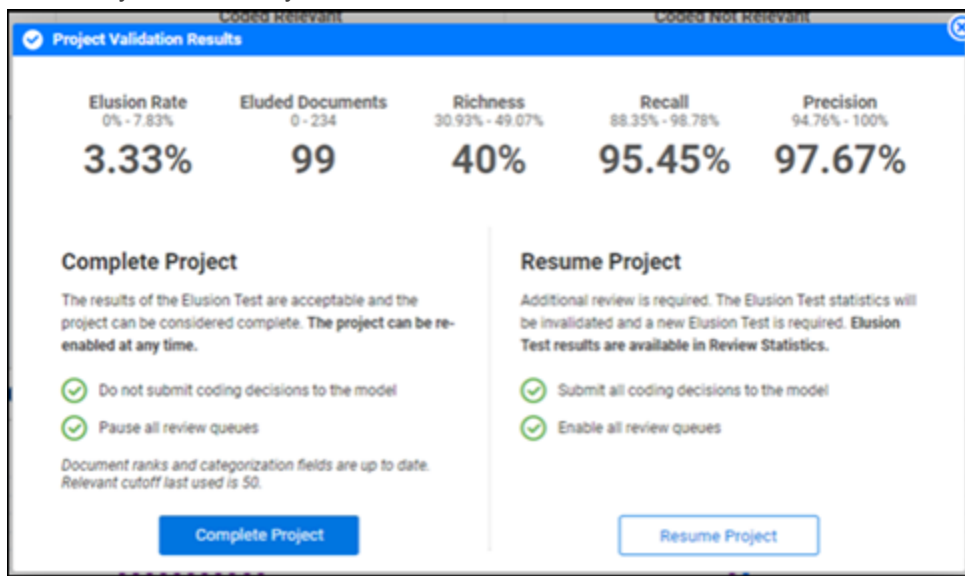 Coded Relevant Coded Not Relevant
Project Validation Results
Elusion Rate Eluded Documents Richness Recall Precision
0% - 7.83% 0 - 234 30.93% - 49.07% 88.35% - 98.78% 94.76% - 100%
3.33% 99 40% 95.45% 97.67%
Complete Project
The results of the Elusion Test are acceptable and the
project can be considered complete. The project can be re-
enabled at any time.
Do not submit coding decisions to the model
Pause all review queues
Document ranks and categorization fields are up to date.
Relevant cutoff last used is 50.
Complete Project
Resume Project
Additional review is required. The Elusion Test statistics will
be invalidated and a new Elusion Test is required. Elusion
Test results are available in Review Statistics.
Submit all coding decisions to the model
Enable all review queues
Resume Project